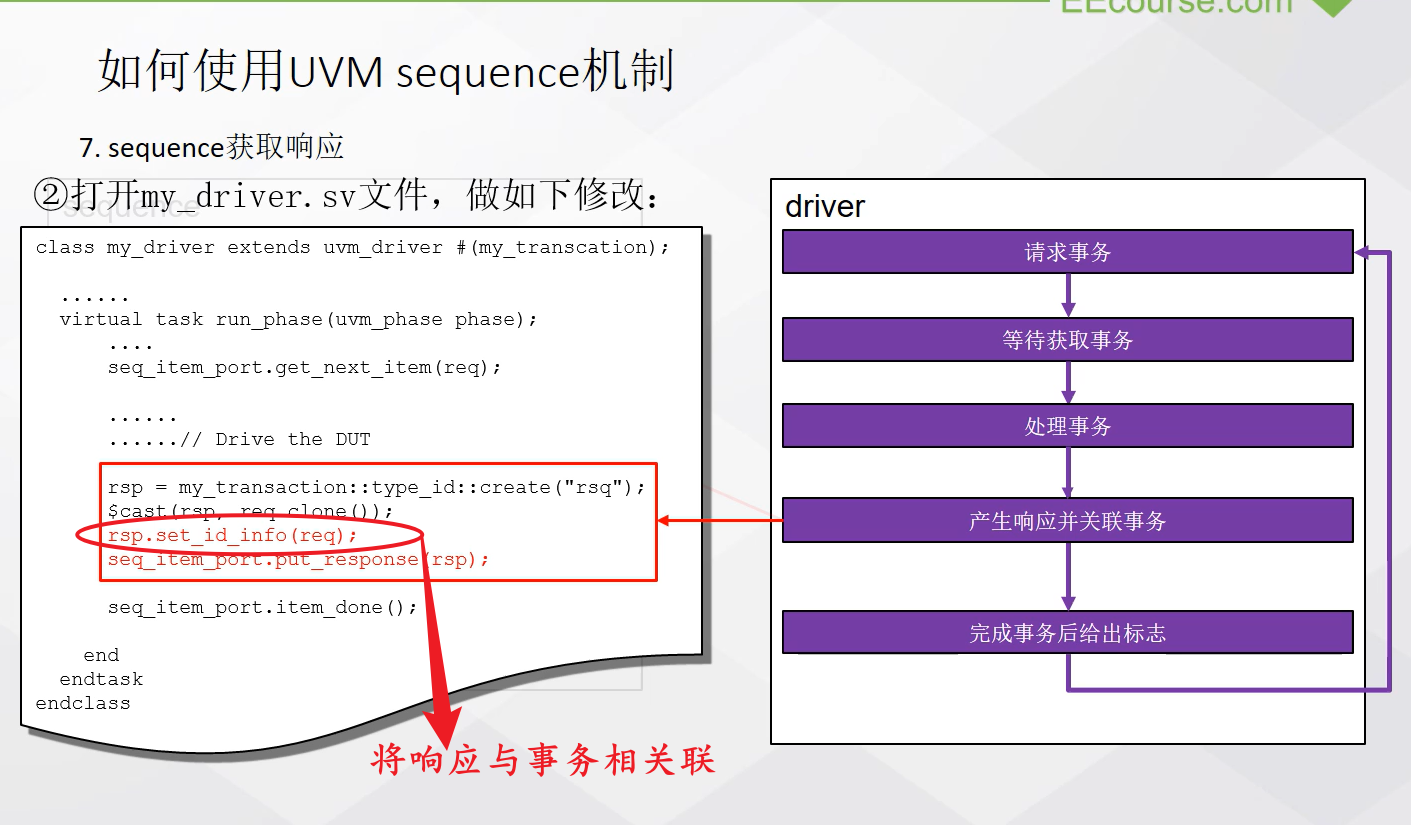 EEcourse.com
如何使用UVM sequence机制
7. sequence获取响应
②打开my_driver.sv文件，做如下修改：
sequence
class my_driver extends uvm_driver #(my_transcation);
......
virtual task run_phase(uvm_phase phase);
....
seq_item_port.get_next_item(req);
......
......// Drive the DUT
rsp = my_transaction::type_id::create("rsq");
$cast(rsp, req.clone());
rsp.set_id_info(req);
seq_item_port.put_response(rsp);
seq_item_port.item_done();
end
endtask
endclass
将响应与事务相关联
driver
请求事务
等待获取事务
处理事务
产生响应并关联事务
完成事务后给出标志